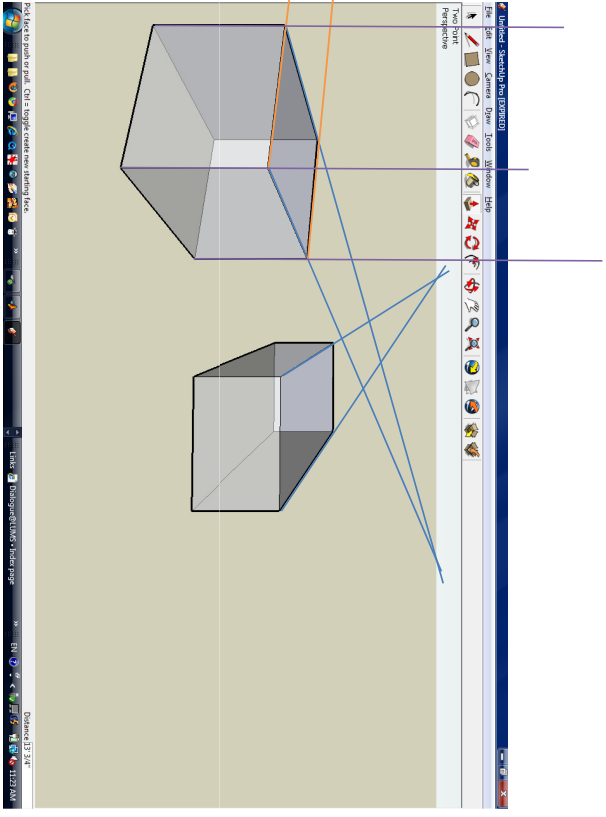 Untitled - SketchUp Pro [EXPIRED]
File Edit View Camera Draw Tools Window Help
Two Point
Perspective
Pick face to push or pull. Ctrl = toggle create new starting face.
Distance 13' 3/4"
Links Dialogue@LUMS • Index page
EN
11:23 AM